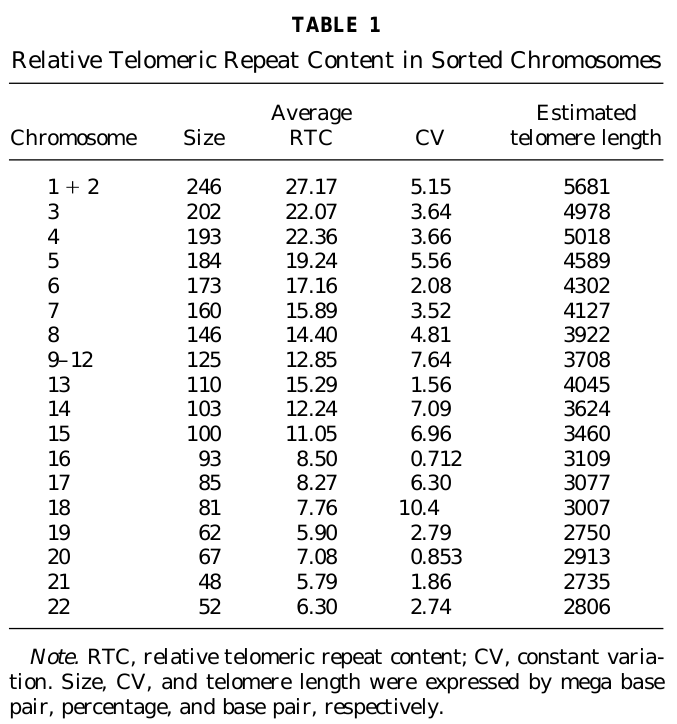 TABLE 1
Relative Telomeric Repeat Content in Sorted Chromosomes
Average Estimated
Chromosome Size RTC CV telomere length
1 + 2 246 27.17 5.15 5681
3 202 22.07 3.64 4978
4 193 22.36 3.66 5018
5 184 19.24 5.56 4589
6 173 17.16 2.08 4302
7 160 15.89 3.52 4127
8 146 14.40 4.81 3922
9–12 125 12.85 7.64 3708
13 110 15.29 1.56 4045
14 103 12.24 7.09 3624
15 100 11.05 6.96 3460
16 93 8.50 0.712 3109
17 85 8.27 6.30 3077
18 81 7.76 10.4 3007
19 62 5.90 2.79 2750
20 67 7.08 0.853 2913
21 48 5.79 1.86 2735
22 52 6.30 2.74 2806
Note. RTC, relative telomeric repeat content; CV, constant varia-
tion. Size, CV, and telomere length were expressed by mega base
pair, percentage, and base pair, respectively.